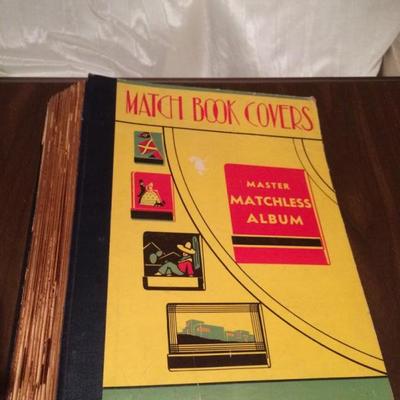 MATCH BOOK COVERS
MASTER
MATCHLESS
ALBUM